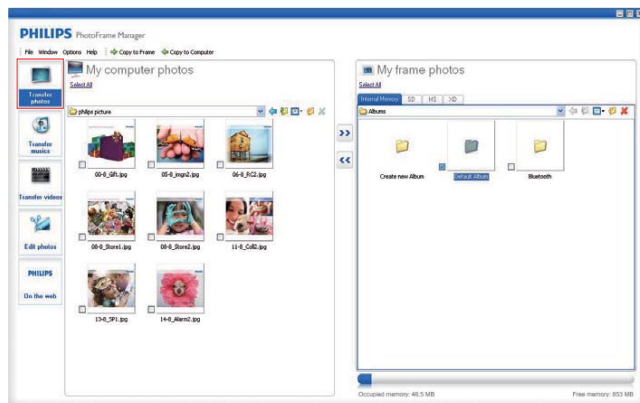 PHILIPS PhotoFrame Manager
File Window Options Help Copy to Frame Copy to Computer
Transfer photos
Transfer musics
Transfer videos
Edit photos
PHILIPS
On the web
My computer photos
Select All
philips picture
00-0_Gift.jpg 05-0_imgn2.jpg 06-0_RC2.jpg
08-0_Store1.jpg 08-0_Store2.jpg 11-0_Coll2.jpg
13-0_SP1.jpg 14-0_Alarm2.jpg
>>
<<
My frame photos
Select All
Internal Memory SD MS XD
Albums
Create new Album Default Album Bluetooth
Occupied memory: 46.5 MB Free memory: 853 MB